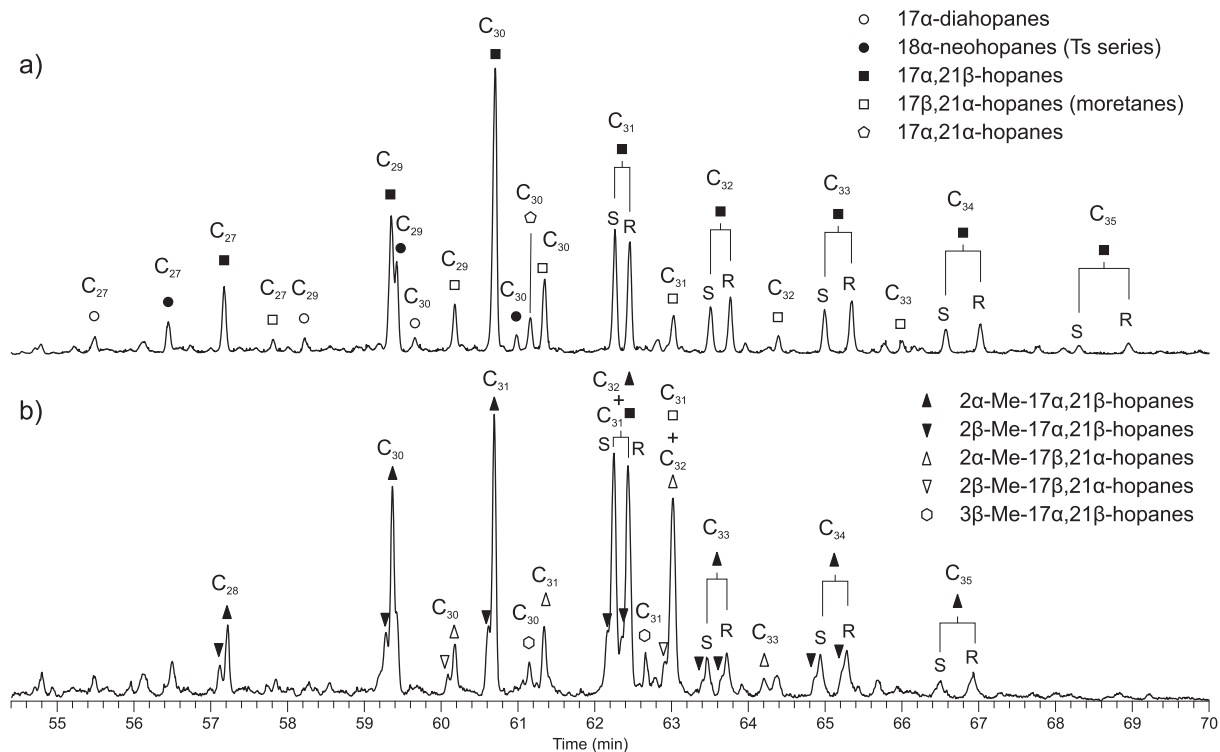 a)
17α-diahopanes
18α-neohopanes (Ts series)
17α,21β-hopanes
17β,21α-hopanes (moretanes)
17α,21α-hopanes
C27
C27
C27
C27
C29
C29
C29
C30
C29
C30
C30
C30
C30
C31
S
R
C31
C32
S
R
C32
C33
S
R
C33
C34
S
R
C35
S
R
b)
2α-Me-17α,21β-hopanes
2β-Me-17α,21β-hopanes
2α-Me-17β,21α-hopanes
2β-Me-17β,21α-hopanes
3β-Me-17α,21β-hopanes
C28
C30
C30
C31
C30
C31
C32
+
C31
S
R
C31
C31
+
C32
C33
S
R
C33
C34
S
R
C35
S
R
55 56 57 58 59 60 61 62 63 64 65 66 67 68 69 70
Time (min)